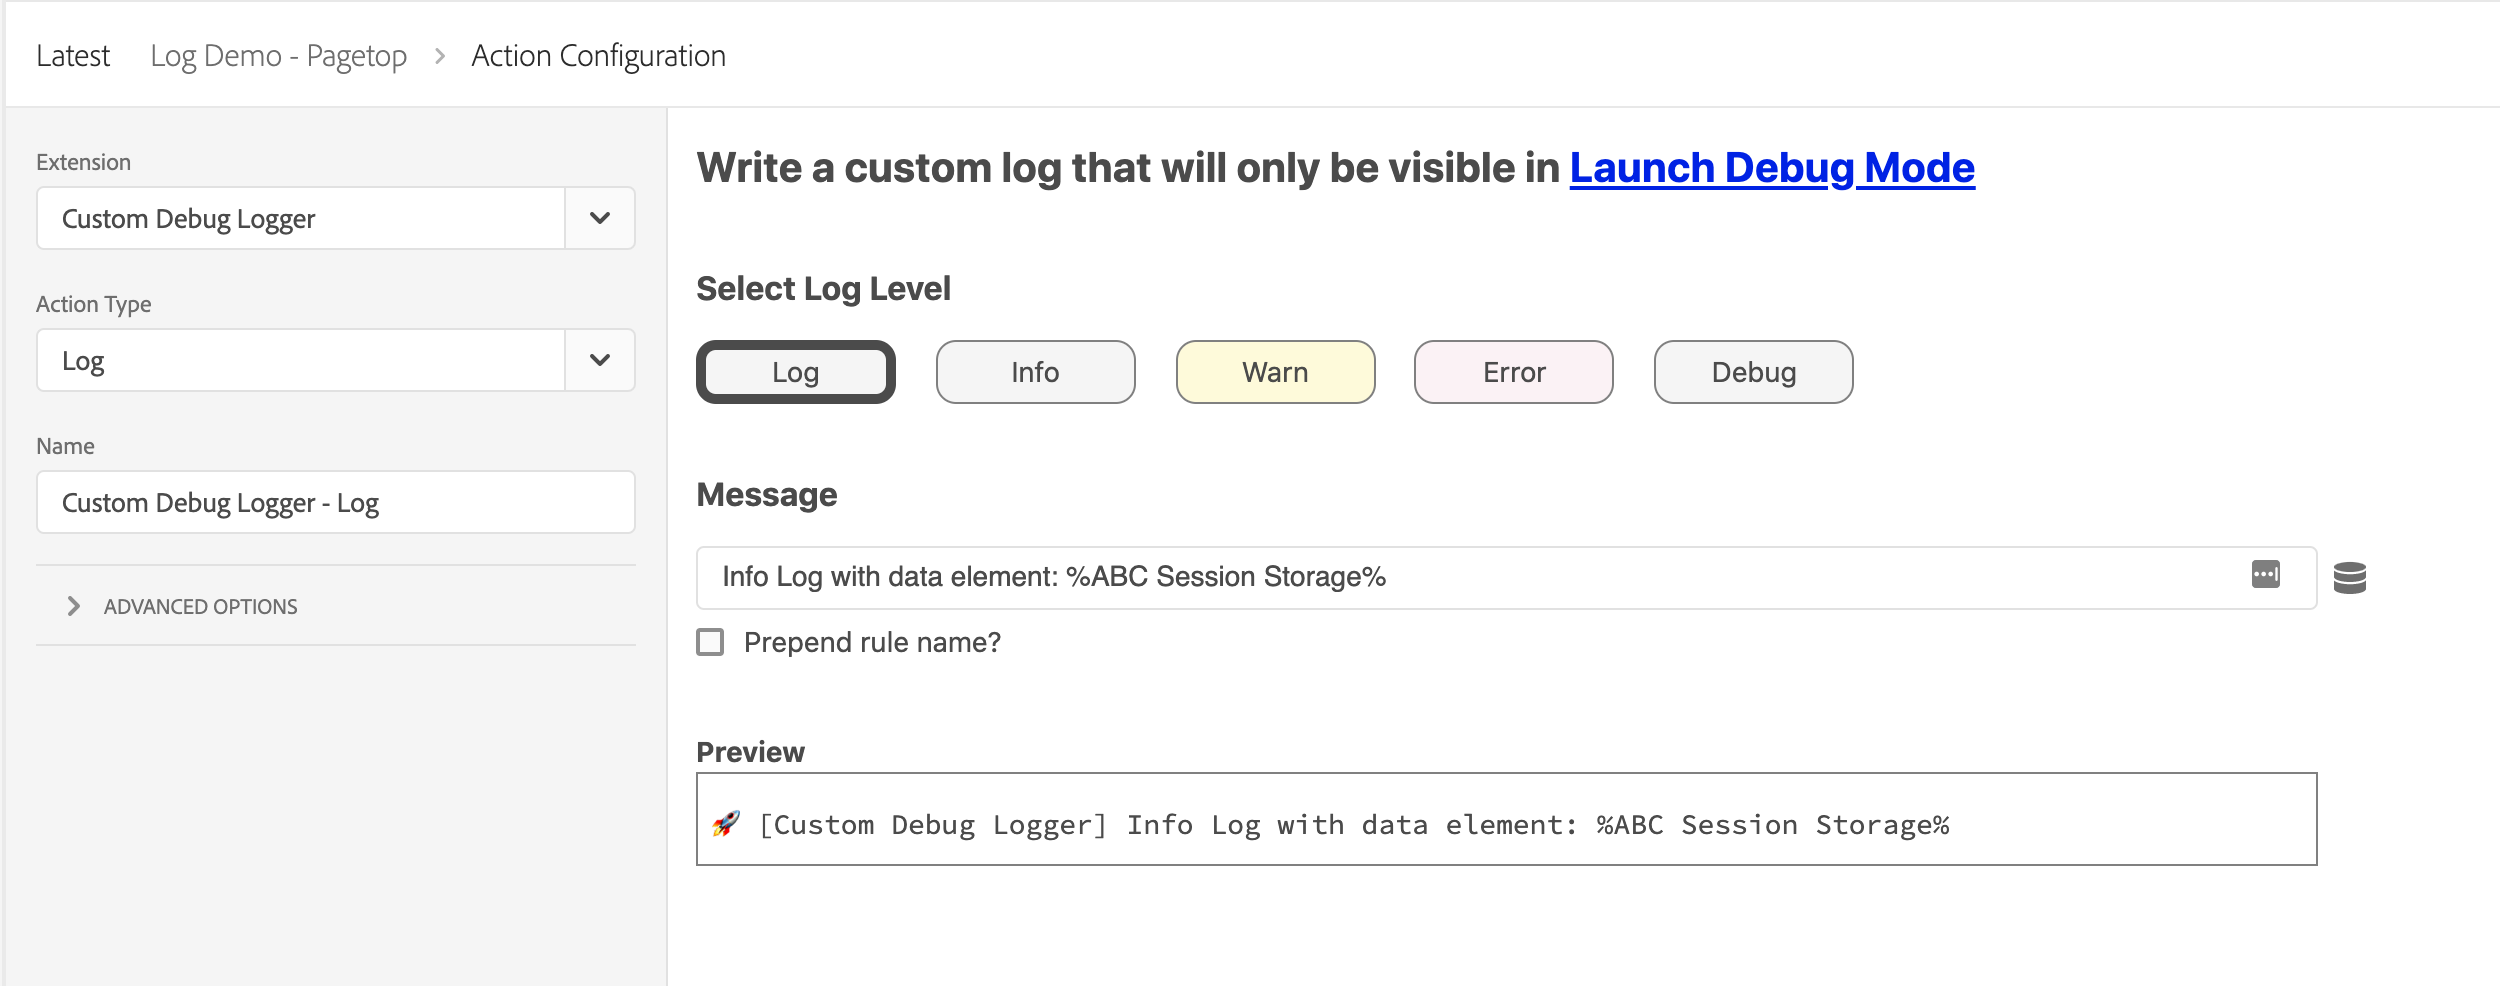 Latest Log Demo - Pagetop > Action Configuration
Extension
Custom Debug Logger
Action Type
Log
Name
Custom Debug Logger - Log
ADVANCED OPTIONS
Write a custom log that will only be visible in Launch Debug Mode
Select Log Level
Log Info Warn Error Debug
Message
Info Log with data element: %ABC Session Storage%
Prepend rule name?
Preview
🚀 [Custom Debug Logger] Info Log with data element: %ABC Session Storage%